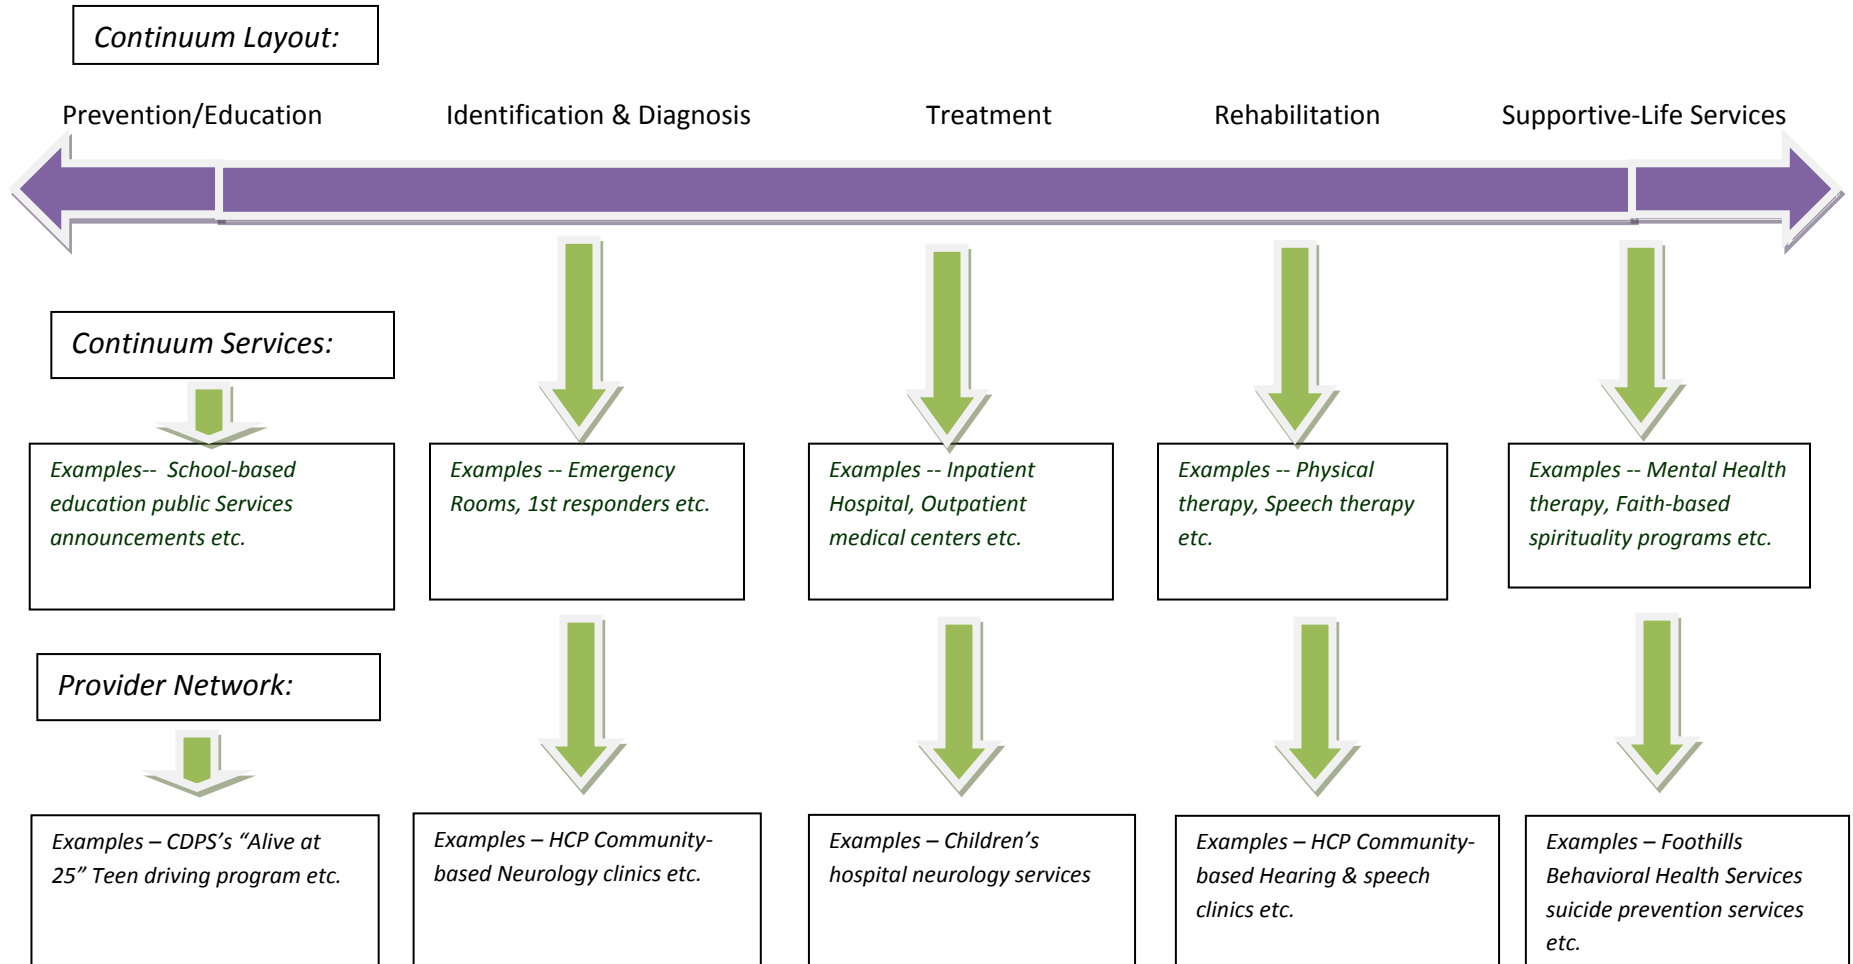 Continuum Layout:
Prevention/Education
Identification & Diagnosis
Treatment
Rehabilitation
Supportive-Life Services
Continuum Services:
Examples-- School-based
education public Services
announcements etc.
Examples -- Emergency
Rooms, 1st responders etc.
Examples -- Inpatient
Hospital, Outpatient
medical centers etc.
Examples -- Physical
therapy, Speech therapy
etc.
Examples -- Mental Health
therapy, Faith-based
spirituality programs etc.
Provider Network:
Examples – CDPS’s “Alive at
25” Teen driving program etc.
Examples – HCP Community-
based Neurology clinics etc.
Examples – Children’s
hospital neurology services
Examples – HCP Community-
based Hearing & speech
clinics etc.
Examples – Foothills
Behavioral Health Services
suicide prevention services
etc.